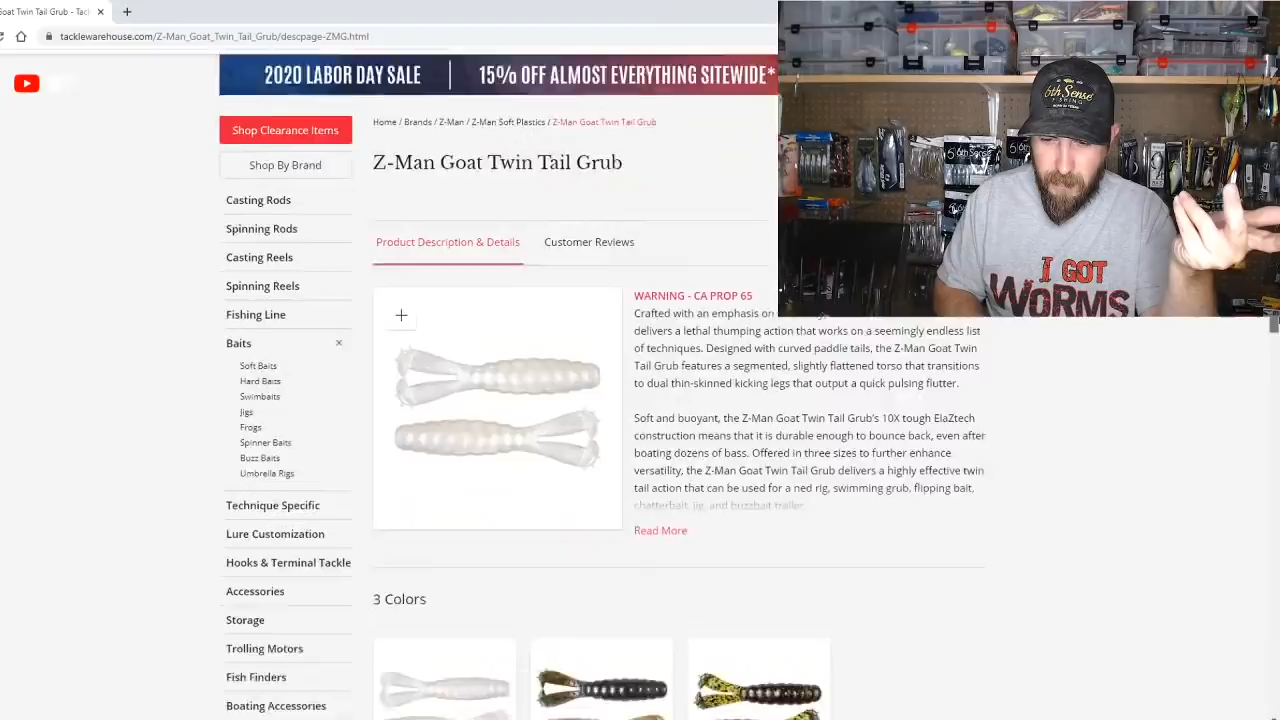 Goat Twin Tail Grub - Tack
tacklewarehouse.com/Z-Man_Goat_Twin_Tail_Grub/descpage-ZMG.html
2020 LABOR DAY SALE | 15% OFF ALMOST EVERYTHING SITEWIDE*
Shop Clearance Items
Shop By Brand
Casting Rods
Spinning Rods
Casting Reels
Spinning Reels
Fishing Line
Baits
Soft Baits
Hard Baits
Swimbaits
Jigs
Frogs
Spinner Baits
Buzz Baits
Umbrella Rigs
Technique Specific
Lure Customization
Hooks & Terminal Tackle
Accessories
Storage
Trolling Motors
Fish Finders
Boating Accessories
Home / Brands / Z-Man / Z-Man Soft Plastics / Z-Man Goat Twin Tail Grub
Z-Man Goat Twin Tail Grub
Product Description & Details
Customer Reviews
WARNING - CA PROP 65
Crafted with an emphasis on
delivers a lethal thumping action that works on a seemingly endless list
of techniques. Designed with curved paddle tails, the Z-Man Goat Twin
Tail Grub features a segmented, slightly flattened torso that transitions
to dual thin-skinned kicking legs that output a quick pulsing flutter.
Soft and buoyant, the Z-Man Goat Twin Tail Grub's 10X tough ElaZtech
construction means that it is durable enough to bounce back, even after
boating dozens of bass. Offered in three sizes to further enhance
versatility, the Z-Man Goat Twin Tail Grub delivers a highly effective twin
tail action that can be used for a ned rig, swimming grub, flipping bait,
chatterbait, jig, and buzzbait trailer.
Read More
3 Colors
6th Sense
FISHING
6th Sense
I GOT
WORMS